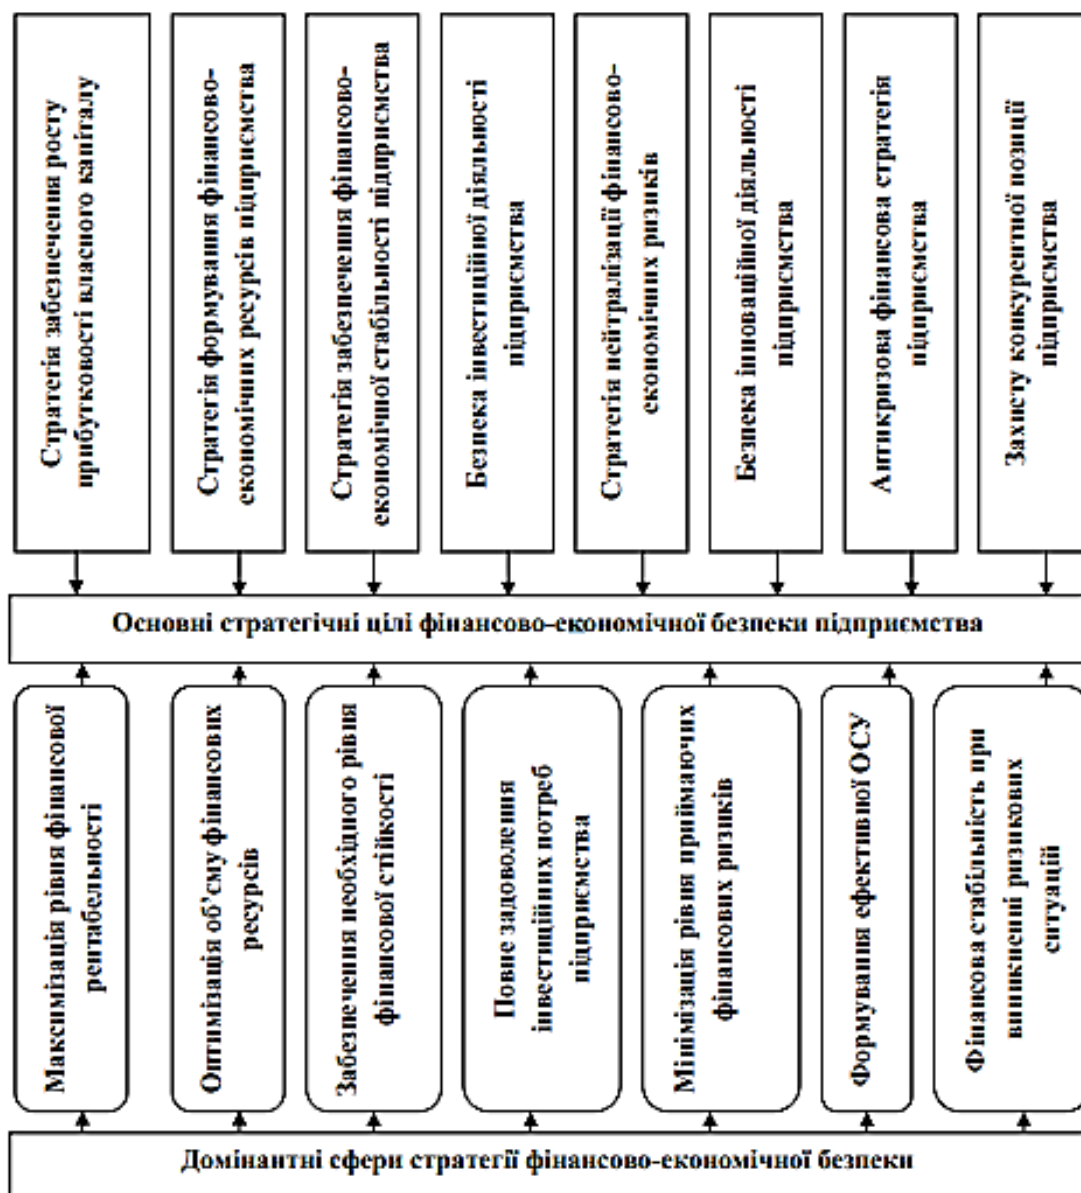 Стратегія забезпечення росту
прибутковості власного капіталу
Стратегія формування фінансово-
економічних ресурсів підприємства
Стратегія забезпечення фінансово-
економічної стабільності підприємства
Безпека інвестиційної діяльності
підприємства
Стратегія нейтралізації фінансово-
економічних ризиків
Безпека інноваційної діяльності
підприємства
Антикризова фінансова стратегія
підприємства
Захисту конкурентної позиції
підприємства
Основні стратегічні цілі фінансово-економічної безпеки підприємства
Максимізація рівня фінансової
рентабельності
Оптимізація об’єму фінансових
ресурсів
Забезпечення необхідного рівня
фінансової стійкості
Повне задоволення
інвестиційних потреб
підприємства
Мінімізація рівня приймаючих
фінансових ризиків
Формування ефективної ОСУ
Фінансова стабільність при
виникненні ризикових
ситуацій
Домінантні сфери стратегії фінансово-економічної безпеки